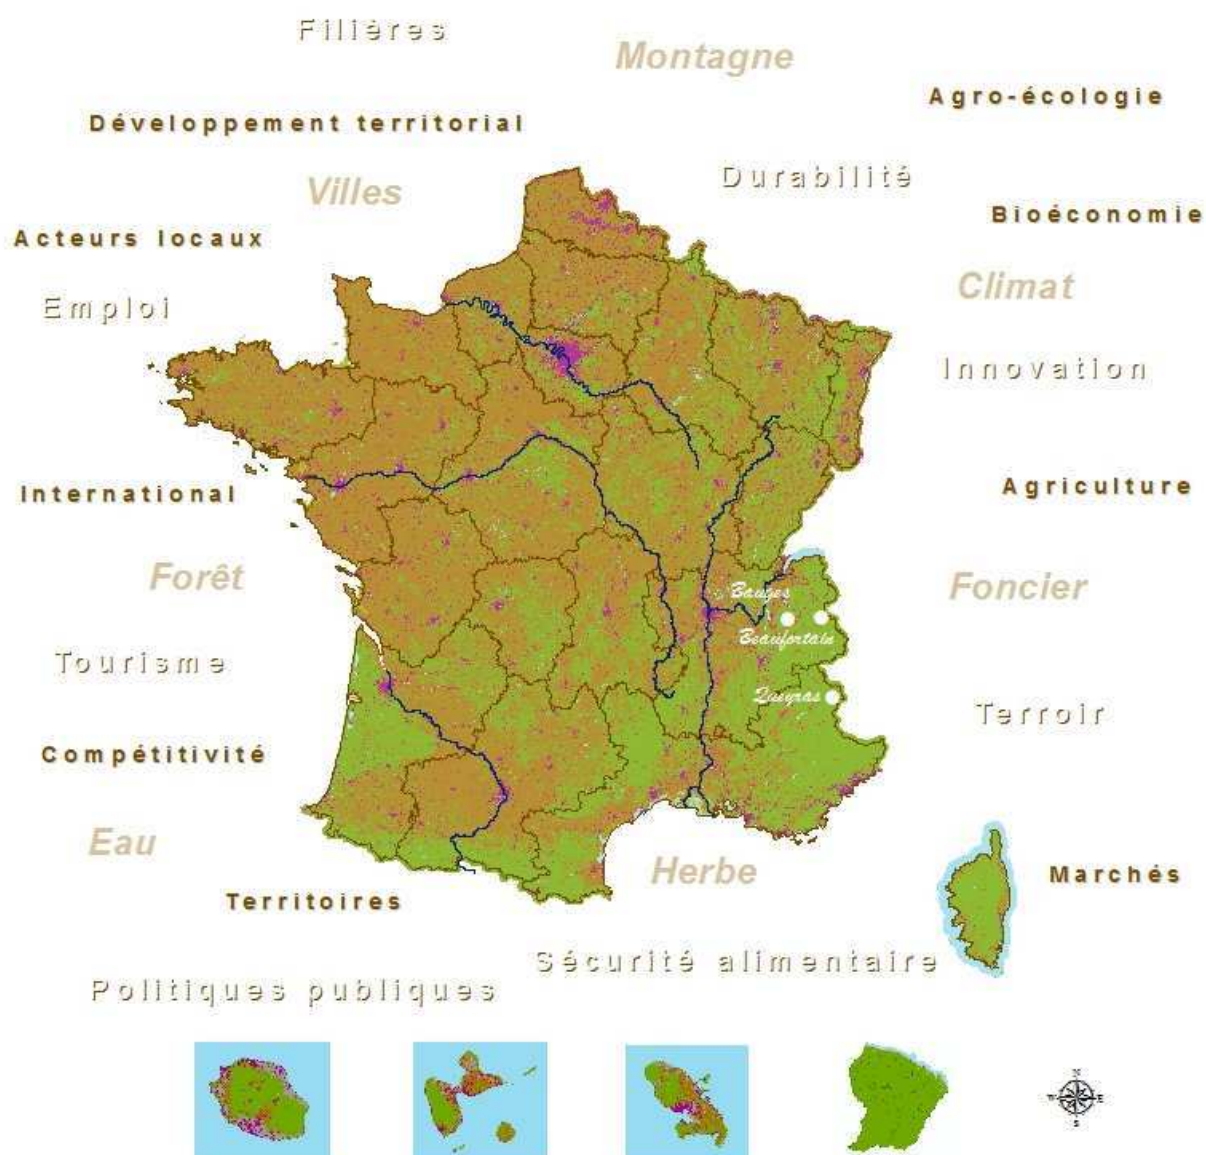 Filières
Montagne
Agro-écologie
Développement territorial
Durabilité
Villes
Bioéconomie
Acteurs locaux
Climat
Emploi
Innovation
International
Agriculture
Forêt
Foncier
Bauges
Beaufortain
Tourisme
Queyras
Terroir
Compétitivité
Eau
Herbe
Marchés
Territoires
Sécurité alimentaire
Politiques publiques
N
W E
S